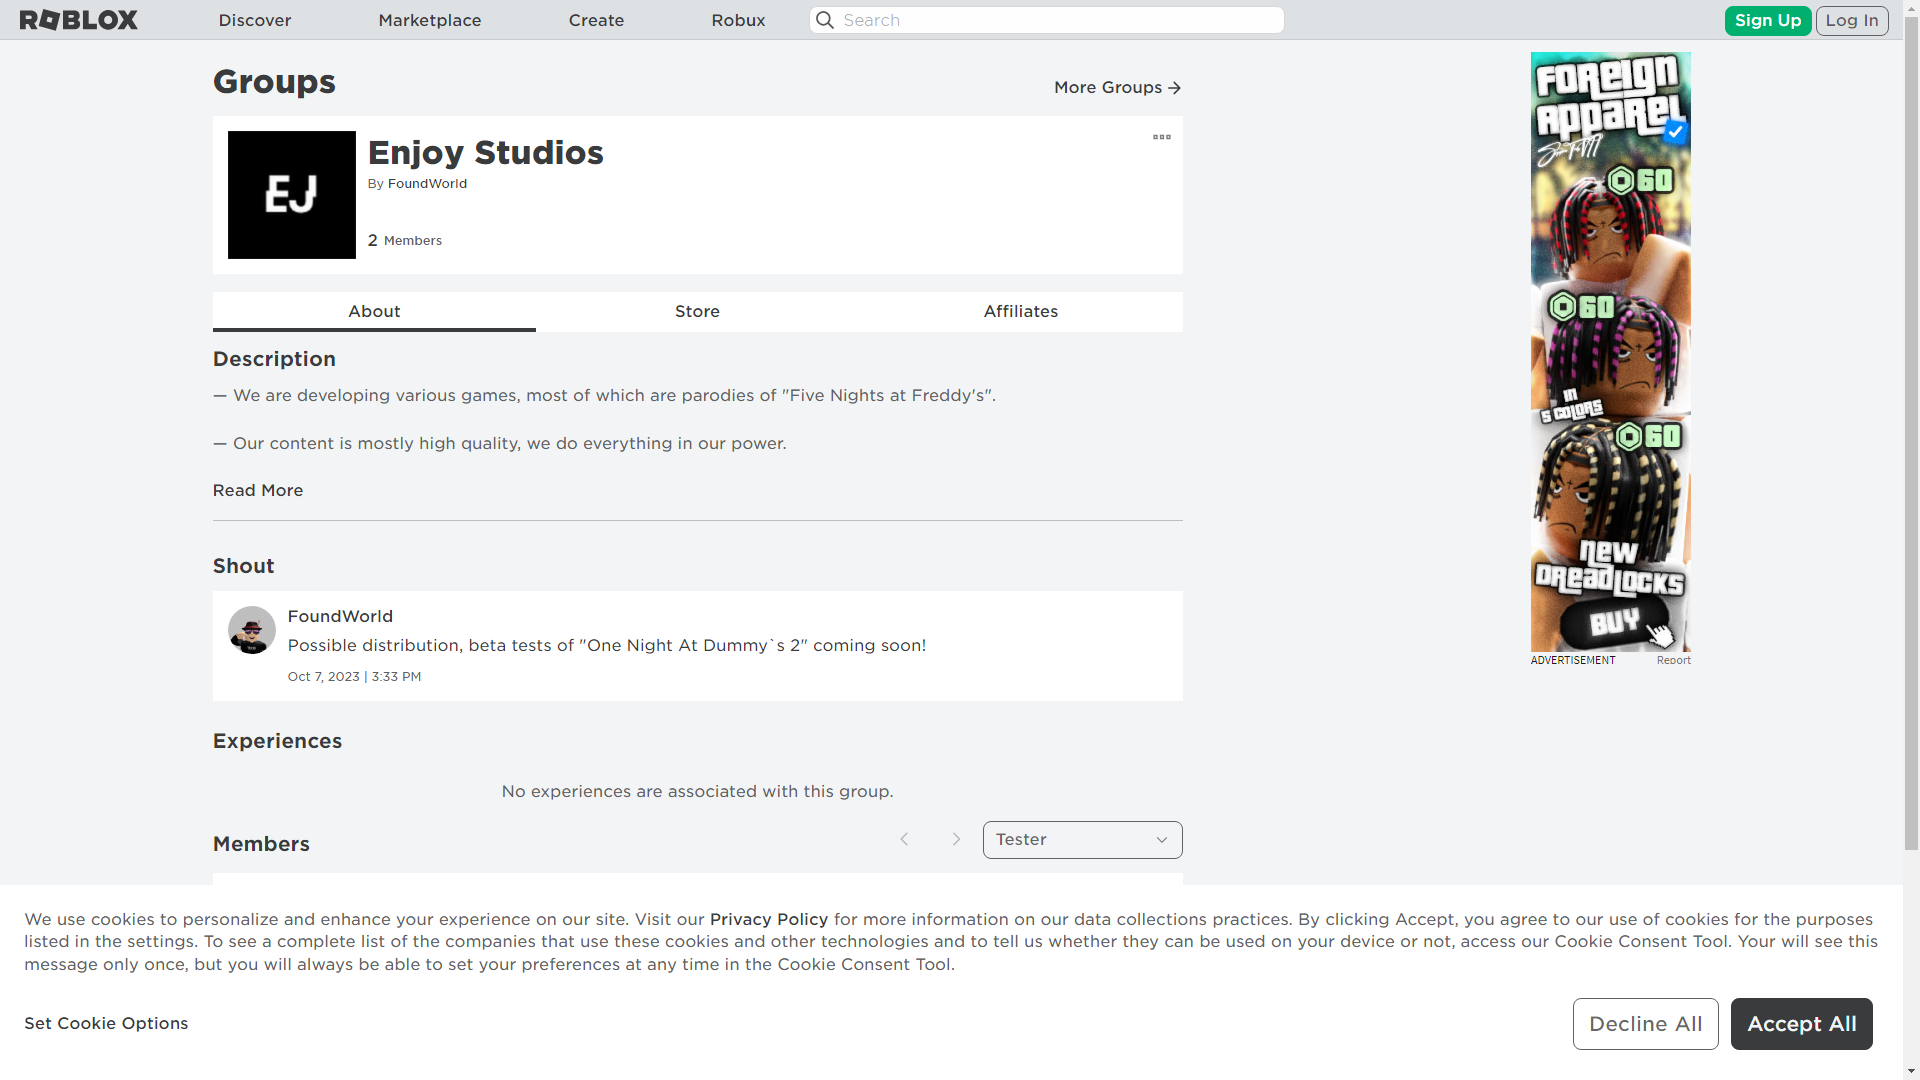 ROBLOX
Discover
Marketplace
Create
Robux
Search
Sign Up
Log In
Groups
More Groups
EJ
Enjoy Studios
By FoundWorld
2 Members
About
Store
Affiliates
Description
— We are developing various games, most of which are parodies of "Five Nights at Freddy's".
— Our content is mostly high quality, we do everything in our power.
Read More
Shout
FoundWorld
Possible distribution, beta tests of "One Night At Dummy`s 2" coming soon!
Oct 7, 2023 | 3:33 PM
Experiences
No experiences are associated with this group.
Members
Tester
FOREIGN
APPAREL
60
60
IN
5 COLORS
60
NEW
DREADLOCKS
BUY
ADVERTISEMENT
Report
We use cookies to personalize and enhance your experience on our site. Visit our Privacy Policy for more information on our data collections practices. By clicking Accept, you agree to our use of cookies for the purposes
listed in the settings. To see a complete list of the companies that use these cookies and other technologies and to tell us whether they can be used on your device or not, access our Cookie Consent Tool. Your will see this
message only once, but you will always be able to set your preferences at any time in the Cookie Consent Tool.
Set Cookie Options
Decline All
Accept All